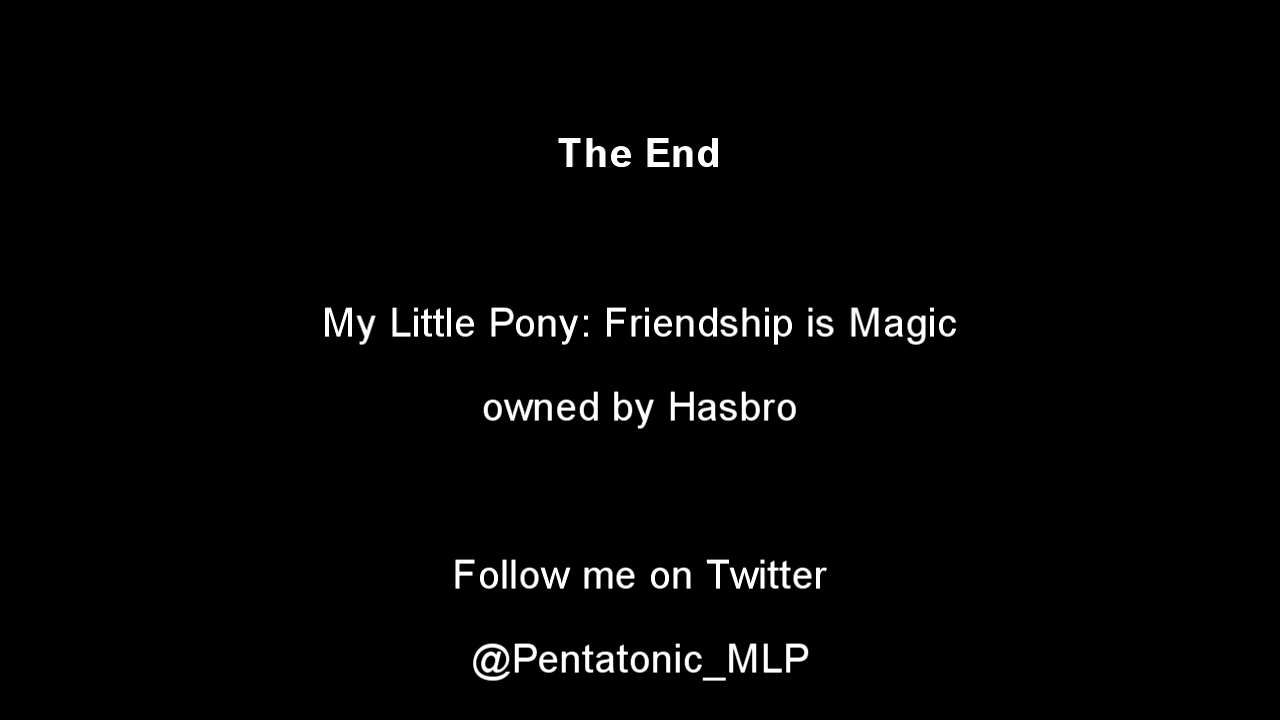 The End
My Little Pony: Friendship is Magic
owned by Hasbro
Follow me on Twitter
@Pentatonic_MLP